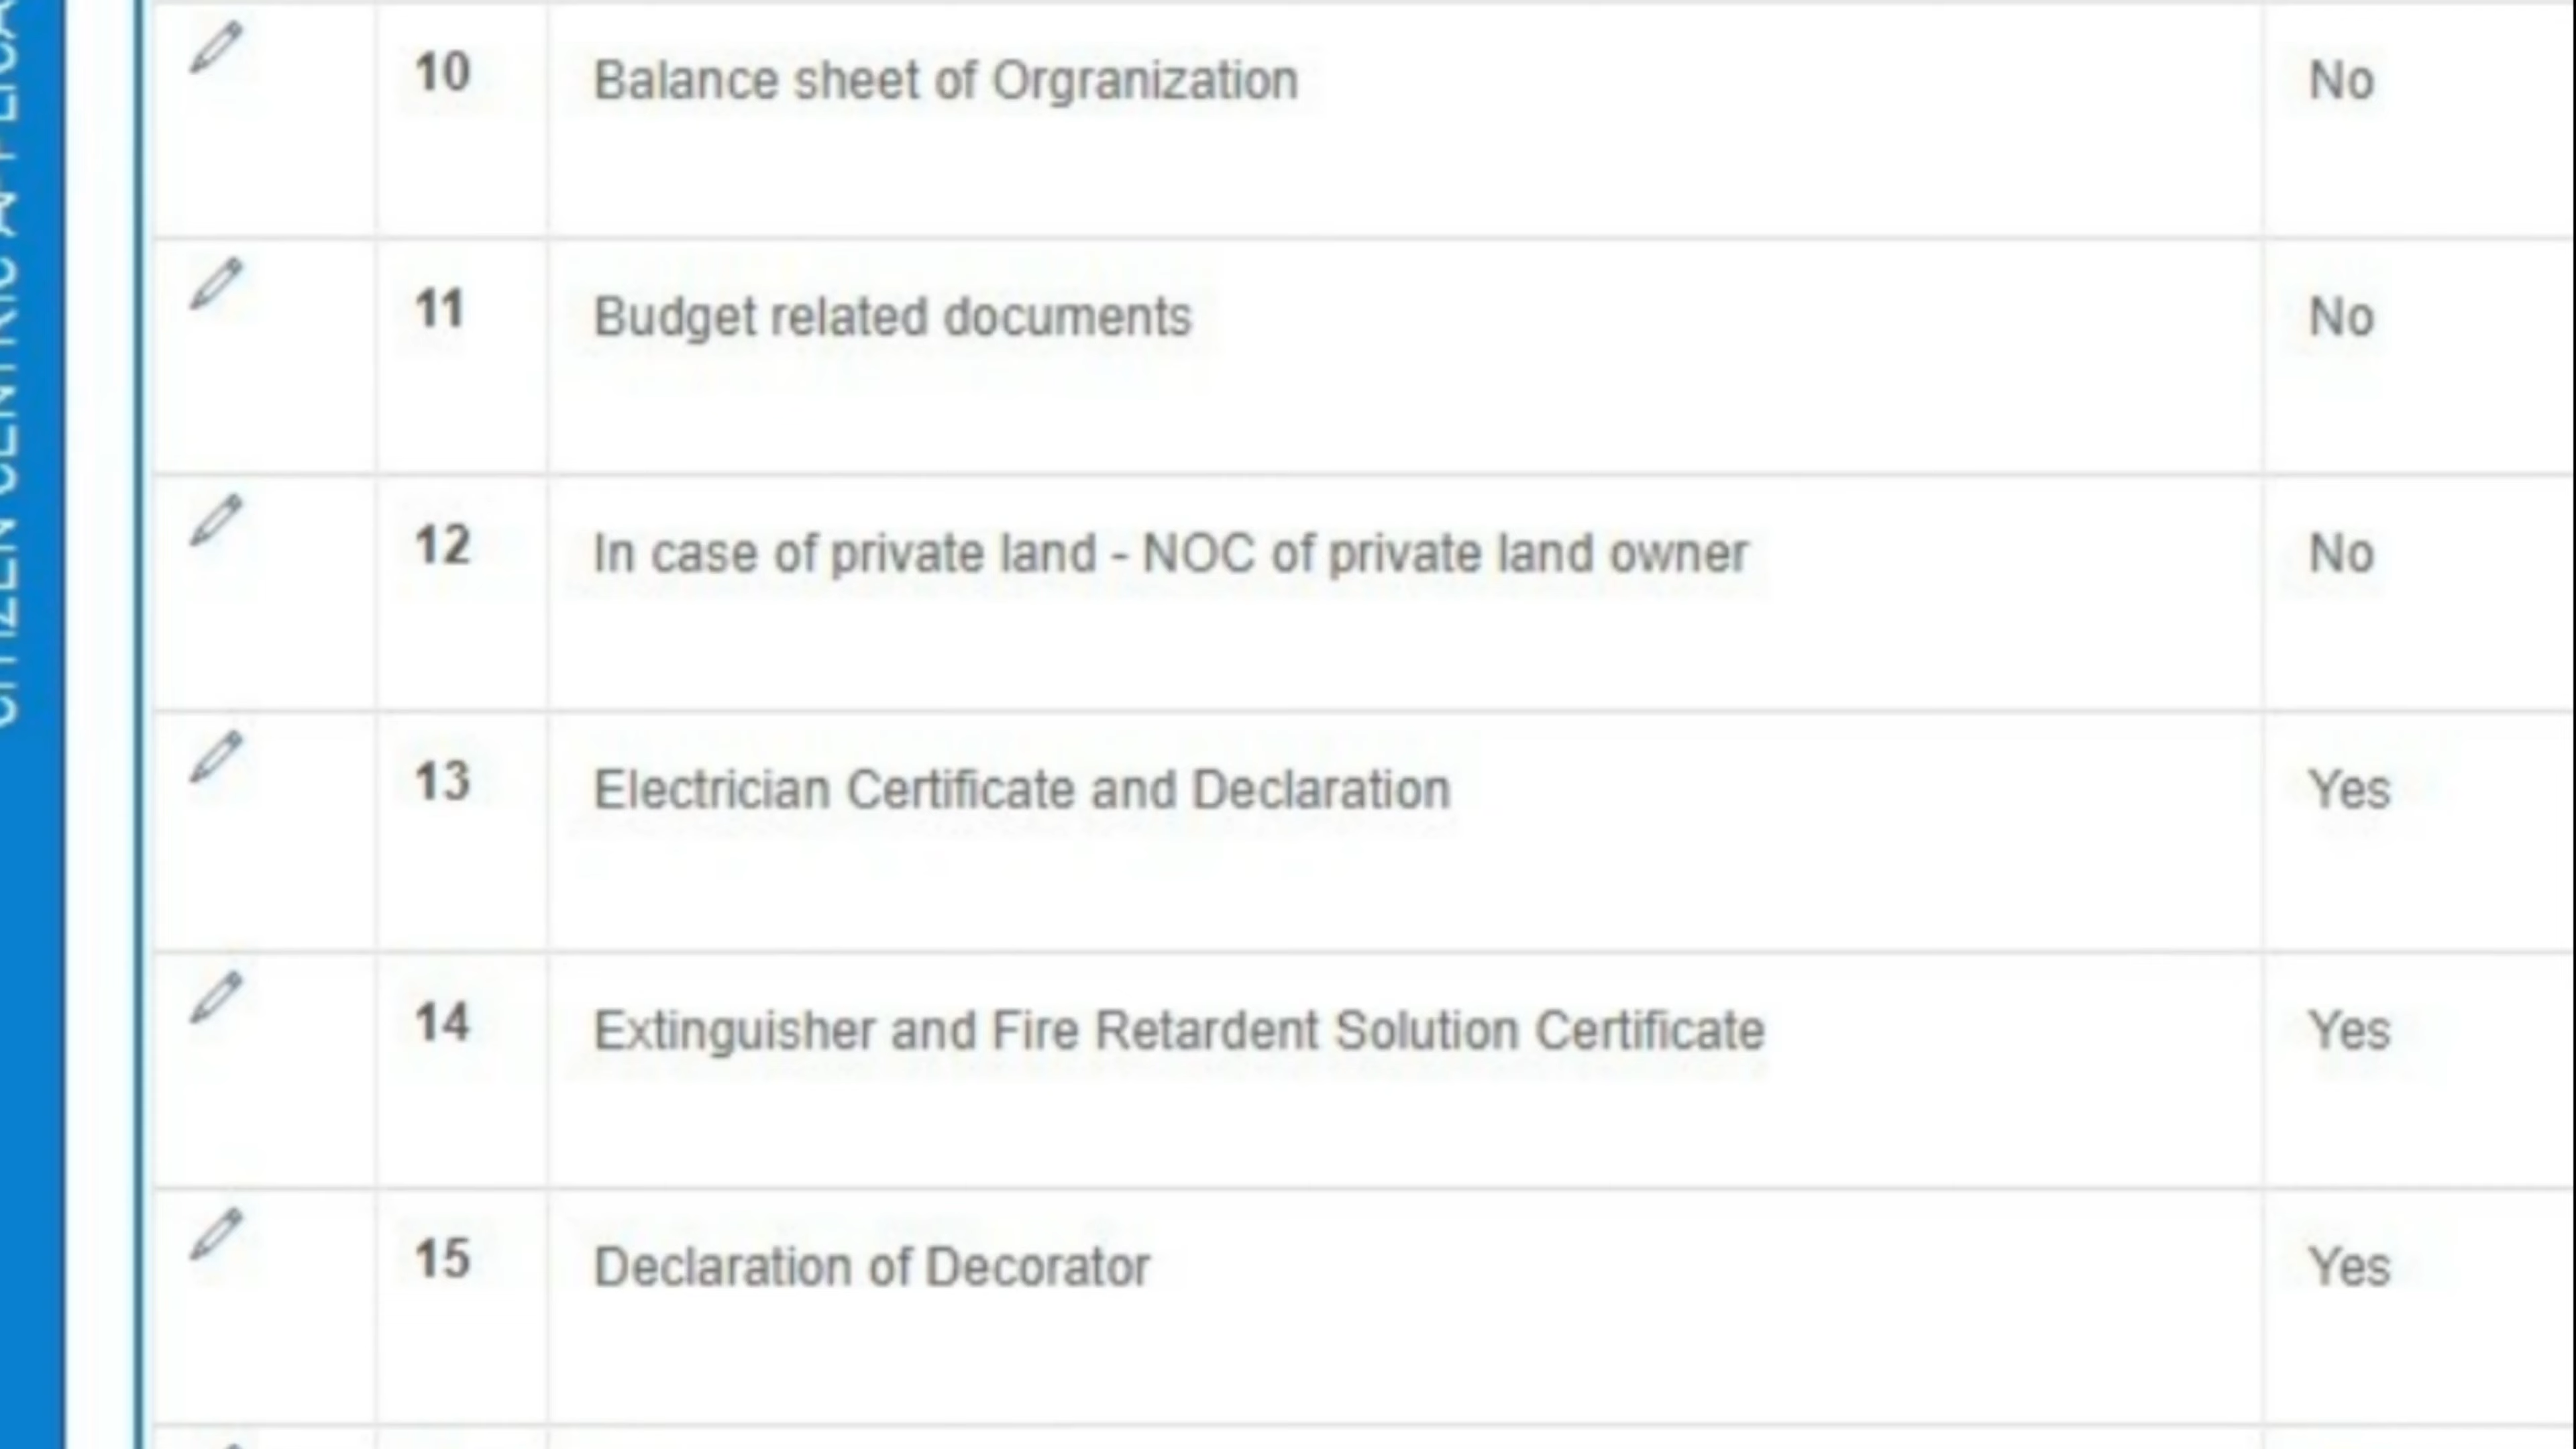 10 Balance sheet of Orgranization No
11 Budget related documents No
12 In case of private land - NOC of private land owner No
13 Electrician Certificate and Declaration Yes
14 Extinguisher and Fire Retardent Solution Certificate Yes
15 Declaration of Decorator Yes
CENTRIC